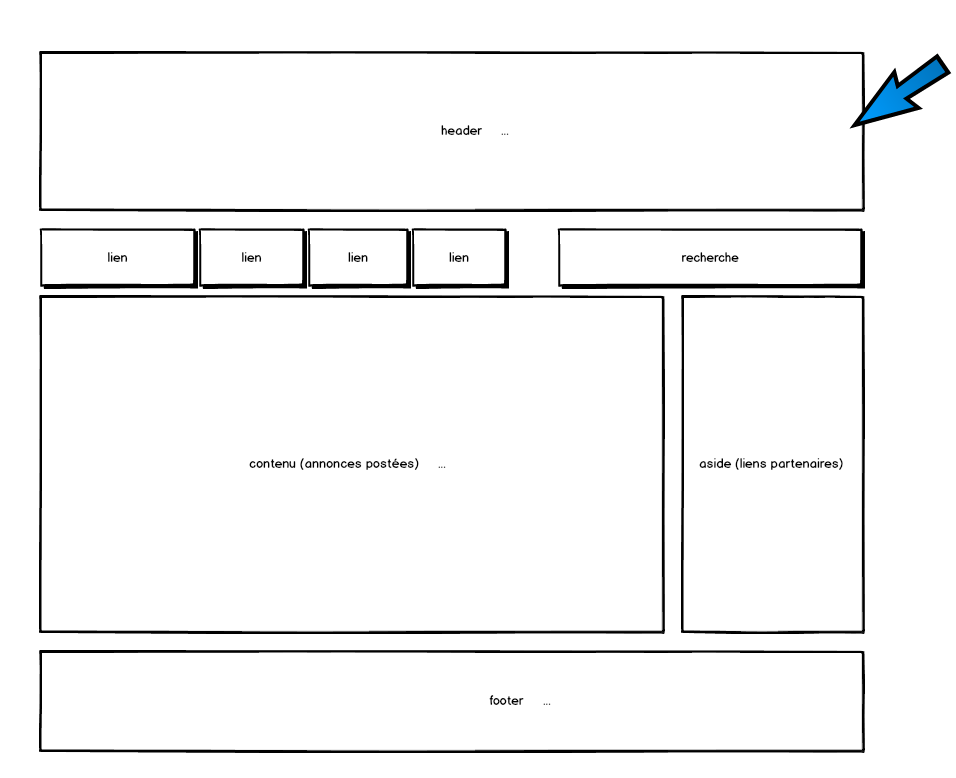 header ...
lien lien lien lien recherche
contenu (annonces postées) ... aside (liens partenaires)
footer ...